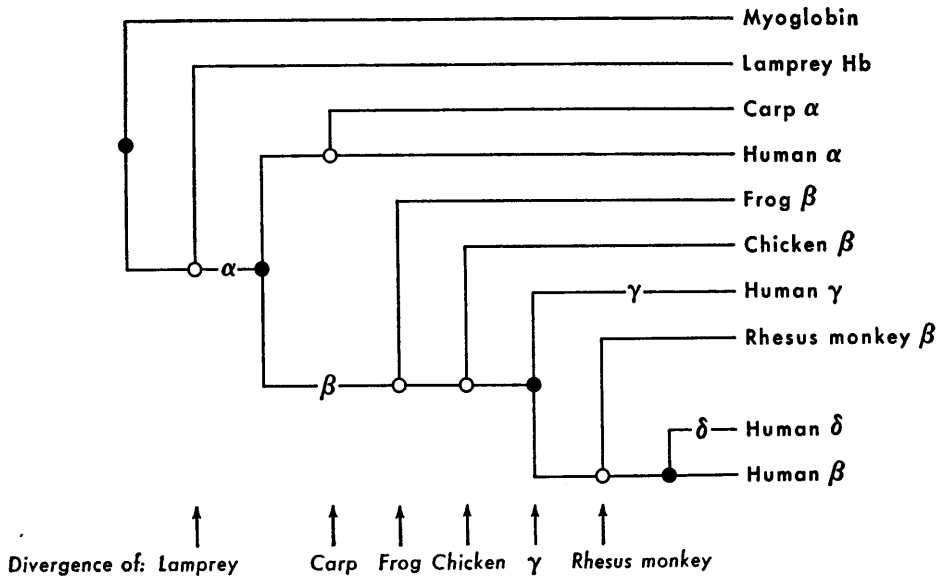 Myoglobin
Lamprey Hb
Carp α
Human α
Frog β
Chicken β
α
γ
Human γ
Rhesus monkey β
β
δ
Human δ
Human β
Divergence of: Lamprey Carp Frog Chicken γ Rhesus monkey